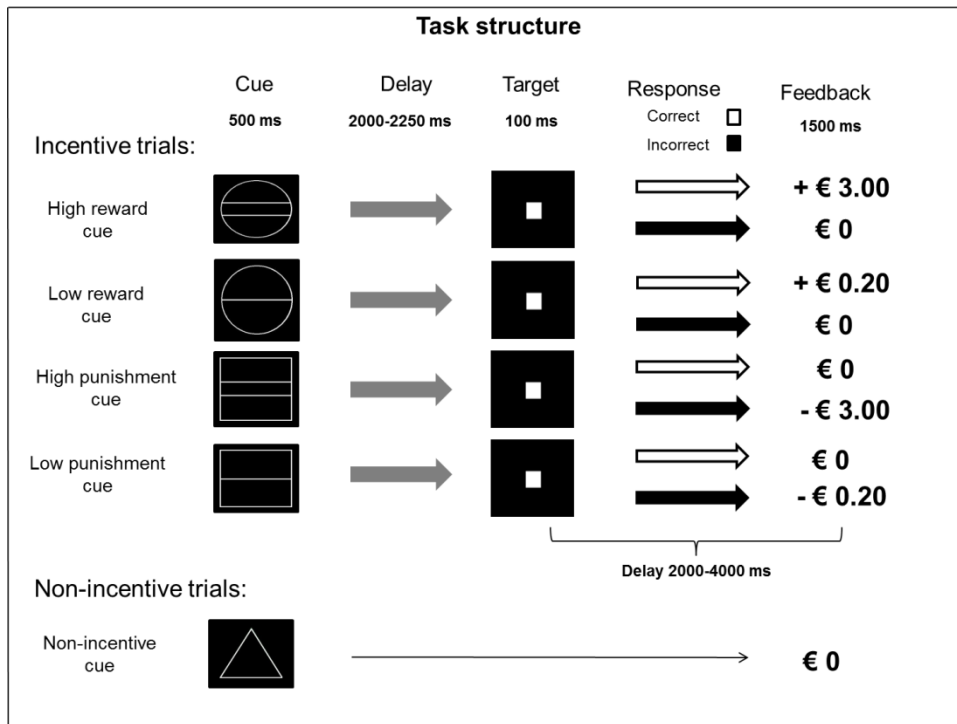 Task structure
Cue
Delay
Target
Response
Feedback
500 ms
2000-2250 ms
100 ms
Correct
Incorrect
1500 ms
Incentive trials:
High reward
cue
+ € 3.00
€ 0
Low reward
cue
+ € 0.20
€ 0
High punishment
cue
€ 0
- € 3.00
Low punishment
cue
€ 0
- € 0.20
Delay 2000-4000 ms
Non-incentive trials:
Non-incentive
cue
€ 0